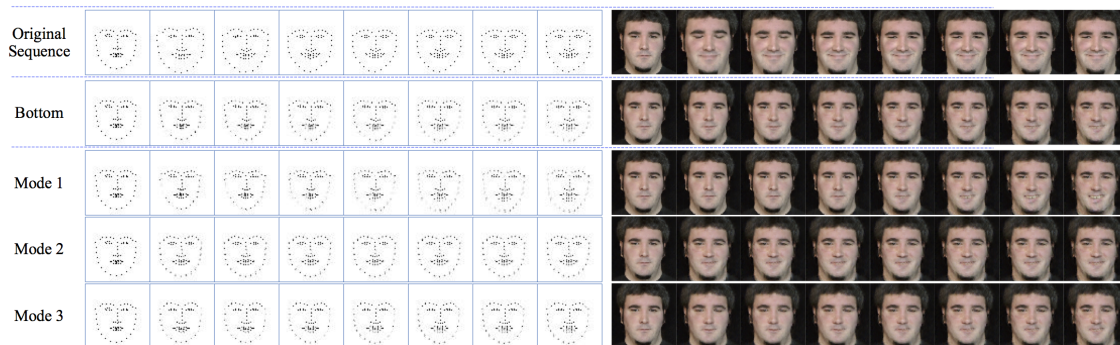 Original
Sequence
Bottom
Mode 1
Mode 2
Mode 3